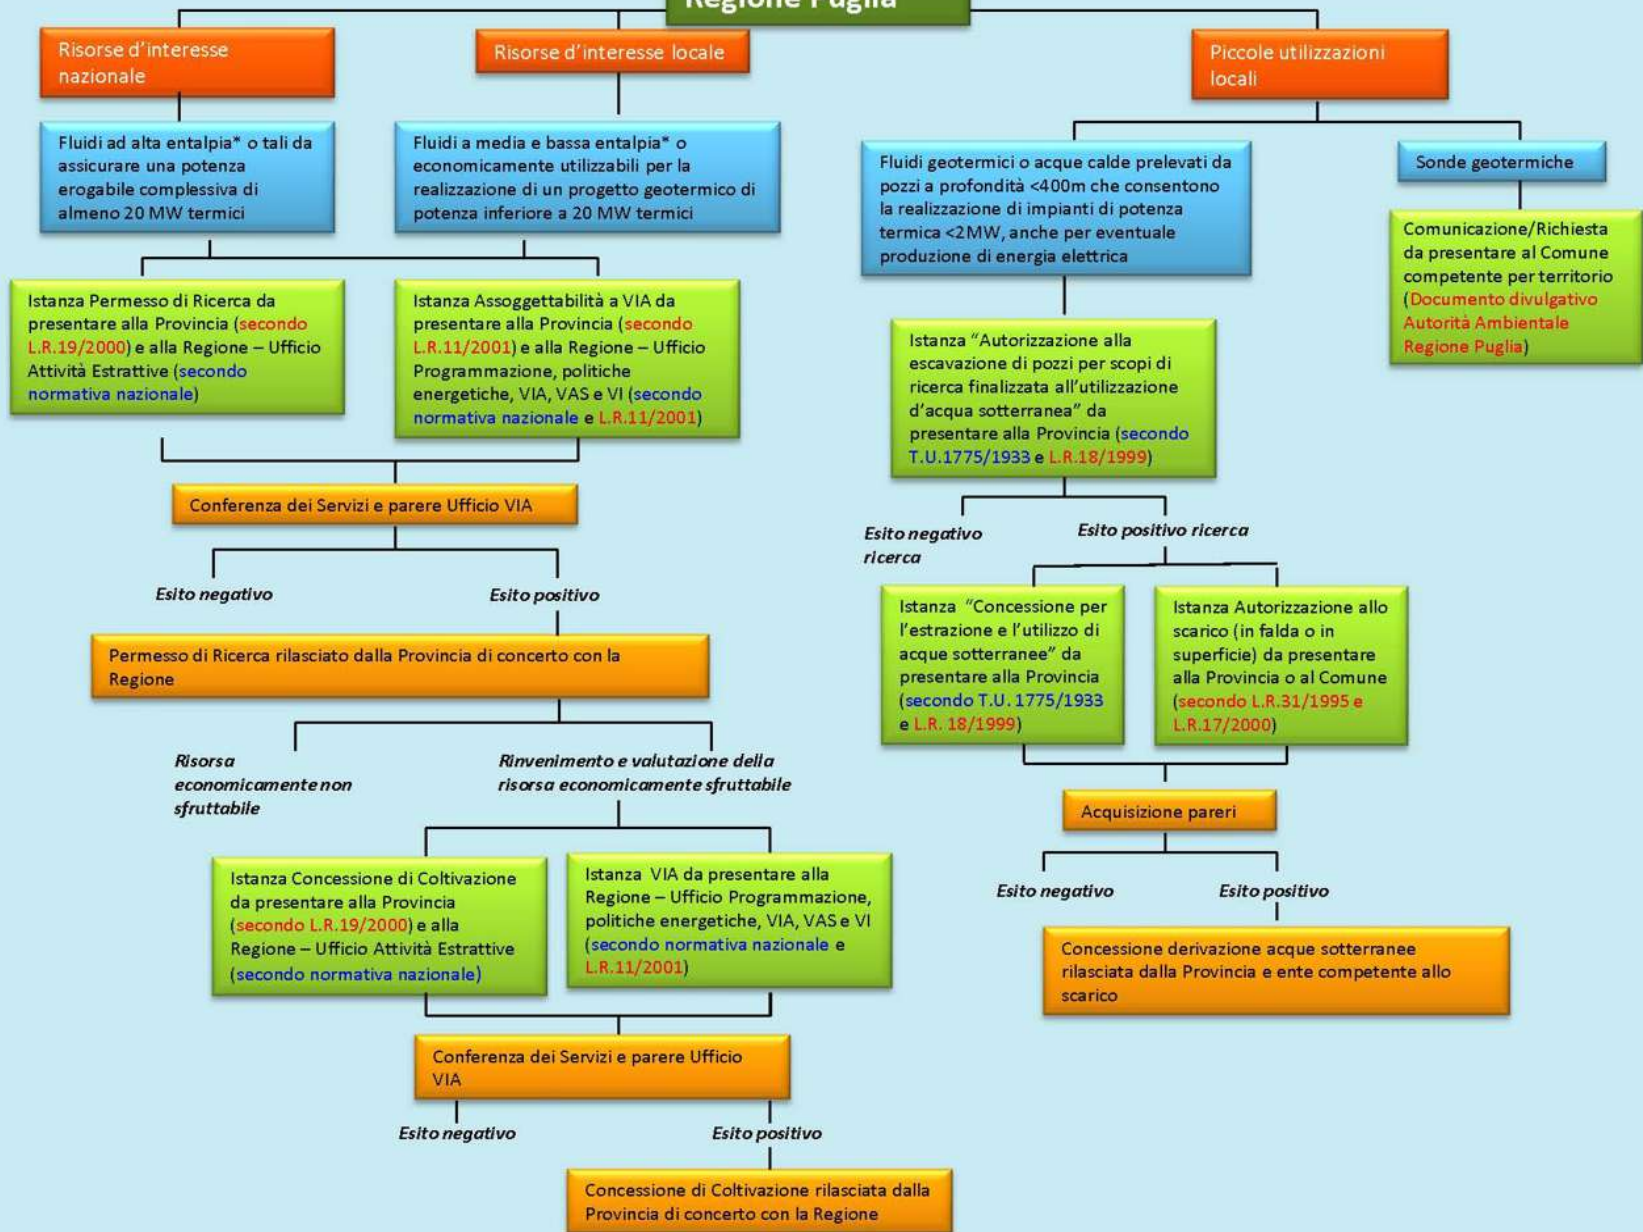 Regione Puglia
Risorse d'interesse
nazionale
Risorse d'interesse locale
Piccole utilizzazioni
locali
Fluidi ad alta entalpia* o tali da
assicurare una potenza
erogabile complessiva di
almeno 20 MW termici
Fluidi a media e bassa entalpia* o
economicamente utilizzabili per la
realizzazione di un progetto geotermico di
potenza inferiore a 20 MW termici
Fluidi geotermici o acque calde prelevati da
pozzi a profondità <400m che consentono
la realizzazione di impianti di potenza
termica <2MW, anche per eventuale
produzione di energia elettrica
Sonde geotermiche
Comunicazione/Richiesta
da presentare al Comune
competente per territorio
(Documento divulgativo
Autorità Ambientale
Regione Puglia)
Istanza Permesso di Ricerca da
presentare alla Provincia (secondo
L.R.19/2000) e alla Regione – Ufficio
Attività Estrattive (secondo
normativa nazionale)
Istanza Assoggettabilità a VIA da
presentare alla Provincia (secondo
L.R.11/2001) e alla Regione – Ufficio
Programmazione, politiche
energetiche, VIA, VAS e VI (secondo
normativa nazionale e L.R.11/2001)
Istanza "Autorizzazione alla
escavazione di pozzi per scopi di
ricerca finalizzata all'utilizzazione
d'acqua sotterranea" da
presentare alla Provincia (secondo
T.U.1775/1933 e L.R.18/1999)
Conferenza dei Servizi e parere Ufficio VIA
Esito negativo
ricerca
Esito positivo ricerca
Esito negativo
Esito positivo
Istanza "Concessione per
l'estrazione e l'utilizzo di
acque sotterranee" da
presentare alla Provincia
(secondo T.U. 1775/1933
e L.R. 18/1999)
Istanza Autorizzazione allo
scarico (in falda o in
superficie) da presentare
alla Provincia o al Comune
(secondo L.R.31/1995 e
L.R.17/2000)
Permesso di Ricerca rilasciato dalla Provincia di concerto con la
Regione
Risorsa
economicamente non
sfruttabile
Rinvenimento e valutazione della
risorsa economicamente sfruttabile
Acquisizione pareri
Esito negativo
Esito positivo
Istanza Concessione di Coltivazione
da presentare alla Provincia
(secondo L.R.19/2000) e alla
Regione – Ufficio Attività Estrattive
(secondo normativa nazionale)
Istanza VIA da presentare alla
Regione – Ufficio Programmazione,
politiche energetiche, VIA, VAS e VI
(secondo normativa nazionale e
L.R.11/2001)
Concessione derivazione acque sotterranee
rilasciata dalla Provincia e ente competente allo
scarico
Conferenza dei Servizi e parere Ufficio
VIA
Esito negativo
Esito positivo
Concessione di Coltivazione rilasciata dalla
Provincia di concerto con la Regione